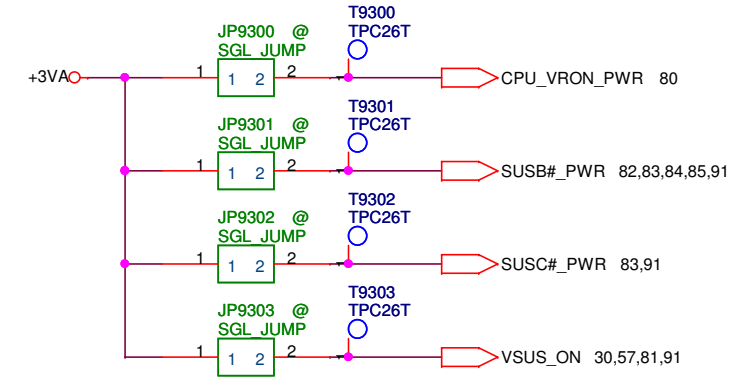 T9300
JP9300 @ TPC26T
SGL_JUMP
+3VA 1 1 2 2 CPU_VRON_PWR 80
T9301
JP9301 @ TPC26T
SGL_JUMP
1 1 2 2 SUSB#_PWR 82,83,84,85,91
T9302
JP9302 @ TPC26T
SGL_JUMP
1 1 2 2 SUSC#_PWR 83,91
T9303
JP9303 @ TPC26T
SGL_JUMP
1 1 2 2 VSUS_ON 30,57,81,91